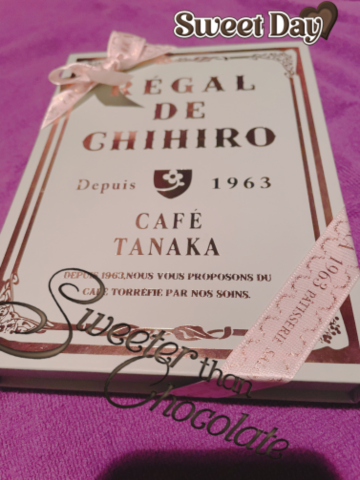 Sweet Day
RÉGAL
DE
CHIHIRO
Depuis 1963
CAFÉ
TANAKA
DEPUIS 1963,NOUS VOUS PROPOSONS DU
CAFÉ TORRÉFIÉ PAR NOS SOINS.
1963 PÂTISSERIE
Sweeter than
Chocolate